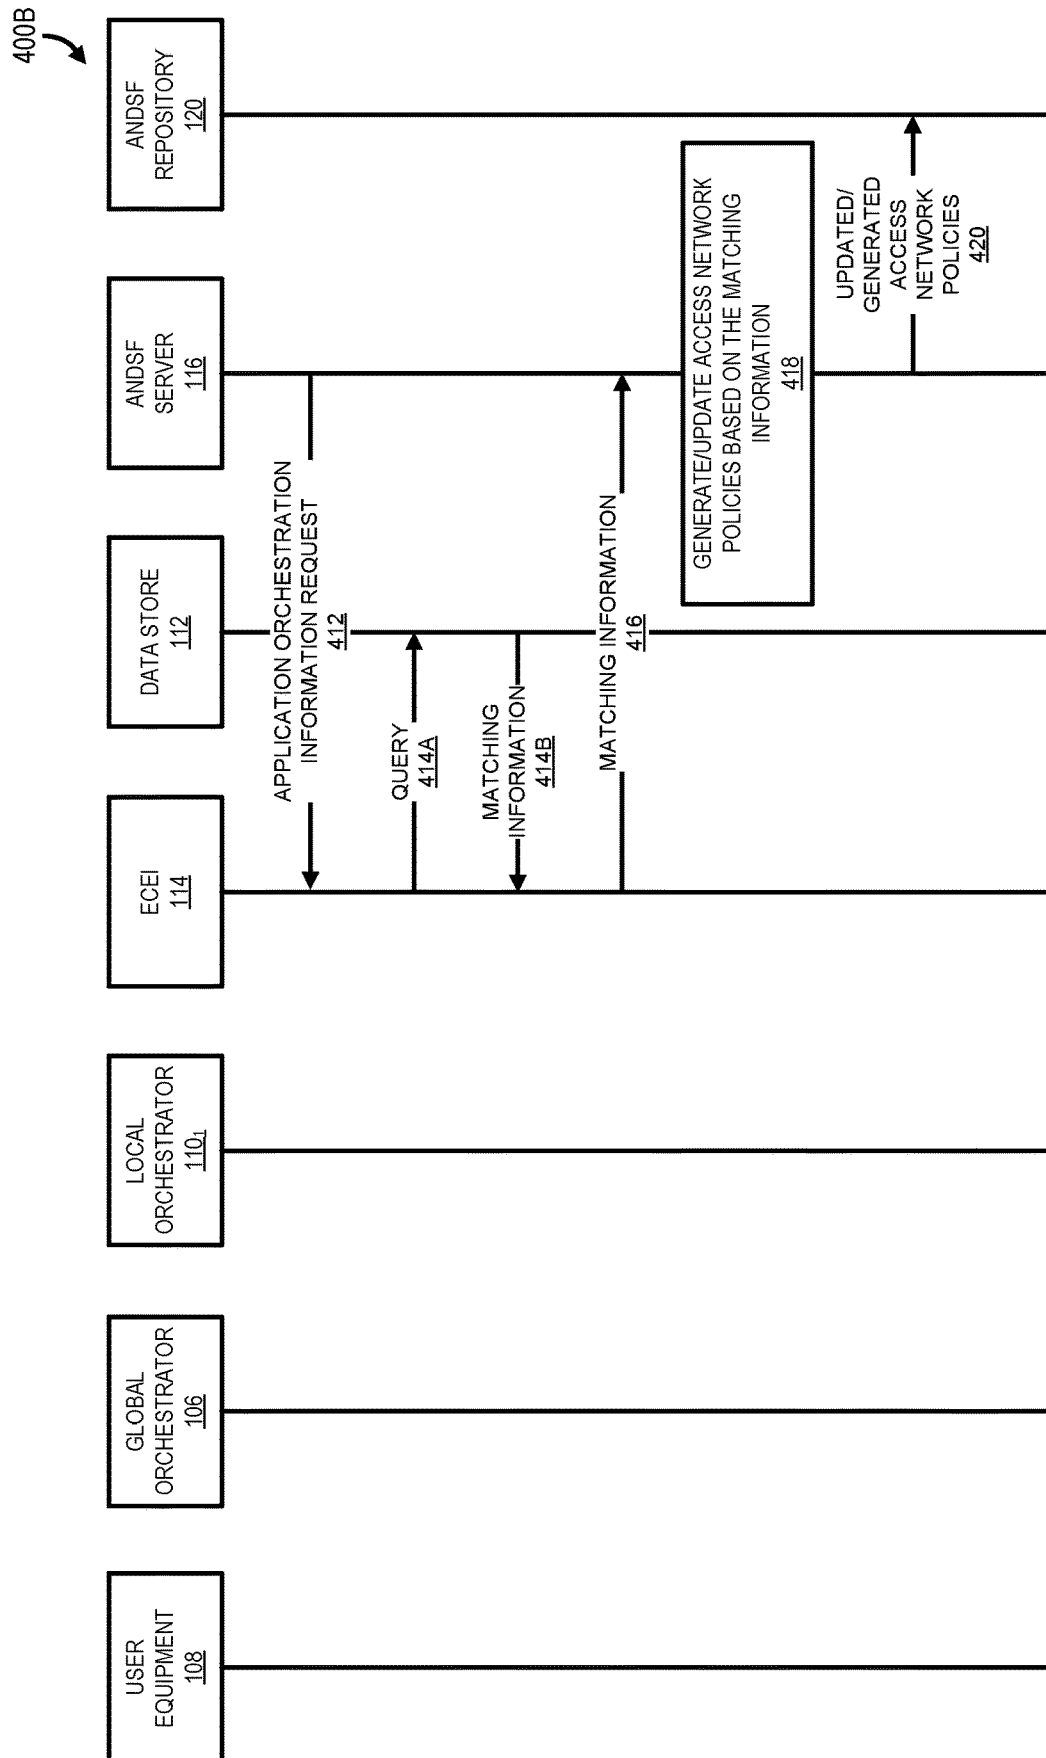 400B
USER
EQUIPMENT
108
GLOBAL
ORCHESTRATOR
106
LOCAL
ORCHESTRATOR
110₁
ECEI
114
DATA STORE
112
ANDSF
SERVER
116
ANDSF
REPOSITORY
120
APPLICATION ORCHESTRATION
INFORMATION REQUEST
412
QUERY
414A
MATCHING
INFORMATION
414B
MATCHING INFORMATION
416
GENERATE/UPDATE ACCESS NETWORK
POLICIES BASED ON THE MATCHING
INFORMATION
418
UPDATED/
GENERATED
ACCESS
NETWORK
POLICIES
420